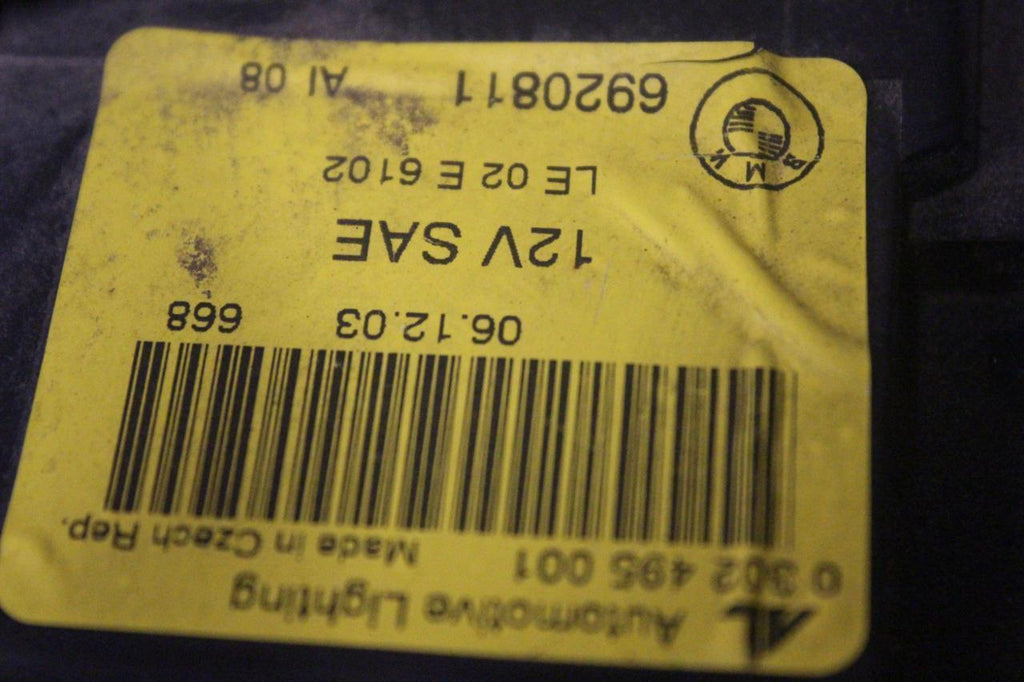 AL Automotive Lighting
0 302 495 001 Made in Czech Rep.
06.12.03 668
12V SAE
LE 02 E 6102
6920811 AI 08
BMW